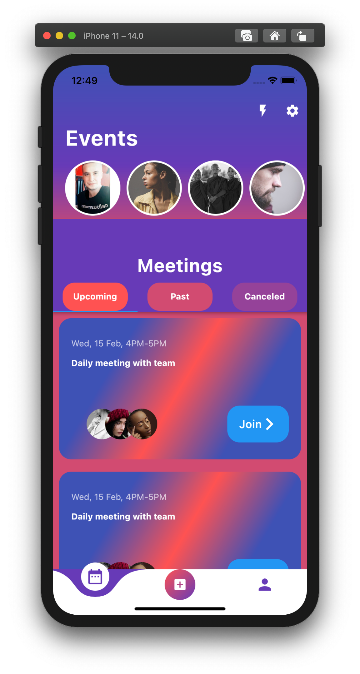 iPhone 11 – 14.0
12:49
Events
Meetings
Upcoming Past Canceled
Wed, 15 Feb, 4PM-5PM
Daily meeting with team
Join
Wed, 15 Feb, 4PM-5PM
Daily meeting with team